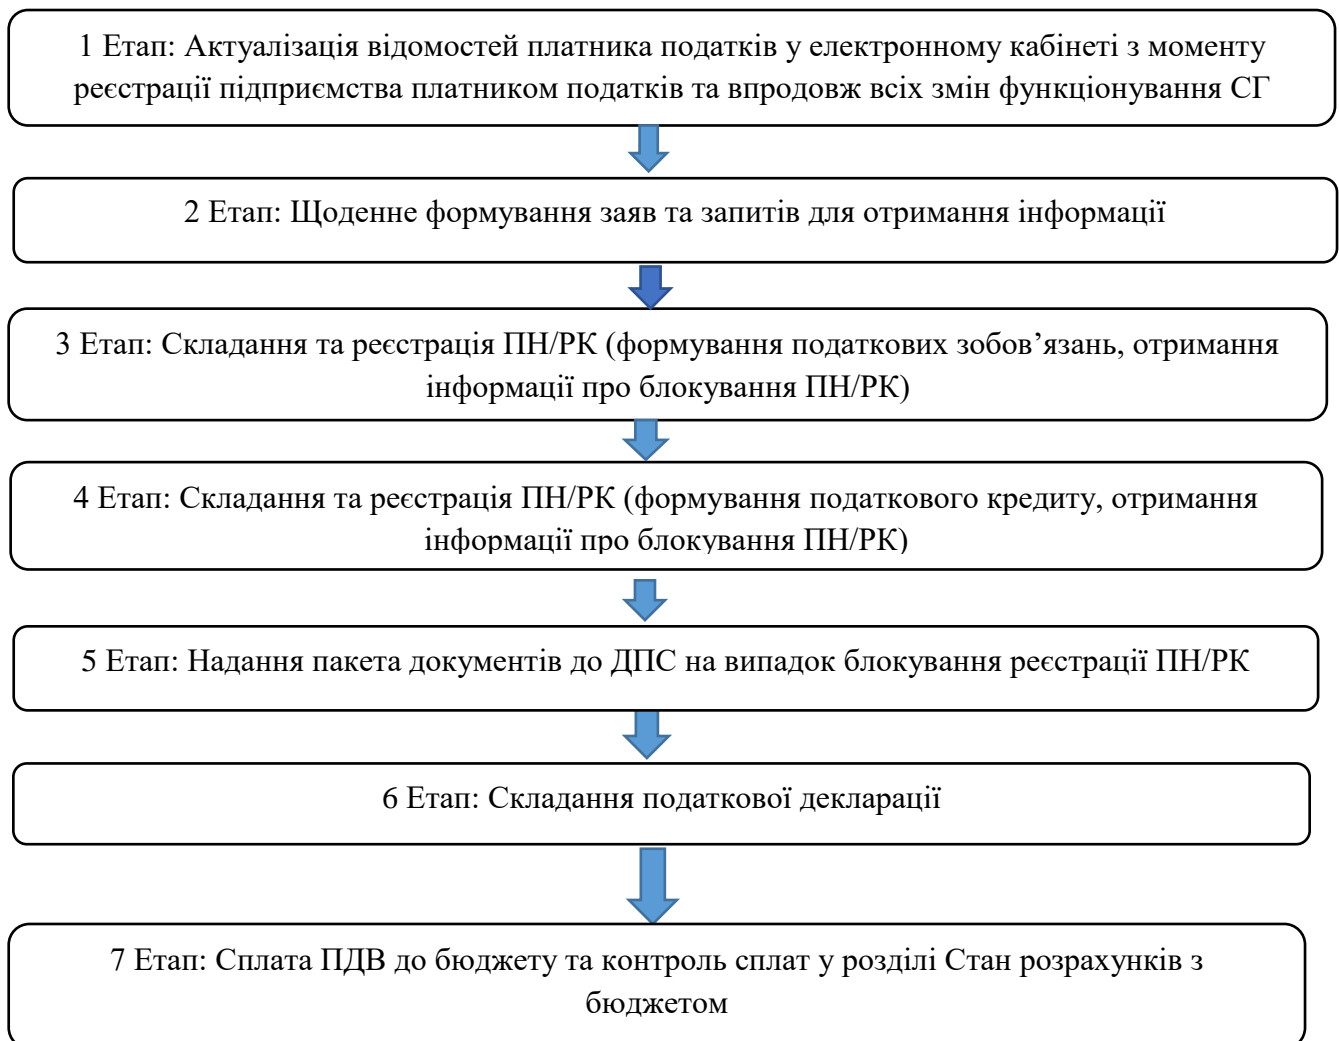 1 Етап: Актуалізація відомостей платника податків у електронному кабінеті з моменту
реєстрації підприємства платником податків та впродовж всіх змін функціонування СГ
2 Етап: Щоденне формування заяв та запитів для отримання інформації
3 Етап: Складання та реєстрація ПН/РК (формування податкових зобов’язань, отримання
інформації про блокування ПН/РК)
4 Етап: Складання та реєстрація ПН/РК (формування податкового кредиту, отримання
інформації про блокування ПН/РК)
5 Етап: Надання пакета документів до ДПС на випадок блокування реєстрації ПН/РК
6 Етап: Складання податкової декларації
7 Етап: Сплата ПДВ до бюджету та контроль сплат у розділі Стан розрахунків з
бюджетом